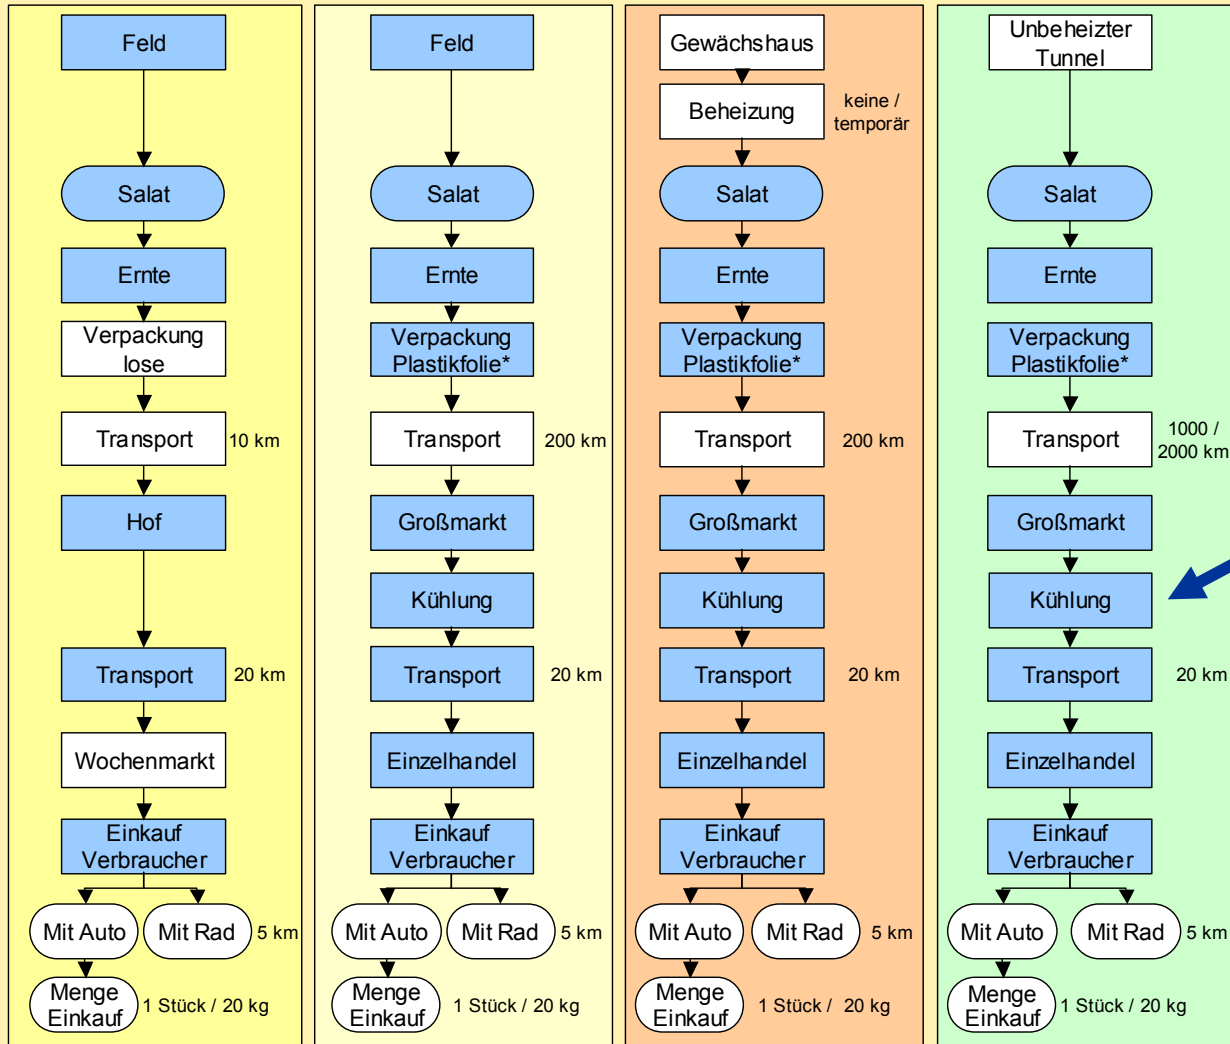 Feld
Salat
Ernte
Verpackung
lose
Transport
10 km
Hof
Transport
20 km
Wochenmarkt
Einkauf
Verbraucher
Mit Auto
Mit Rad
5 km
Menge
Einkauf
1 Stück / 20 kg
Feld
Salat
Ernte
Verpackung
Plastikfolie*
Transport
200 km
Großmarkt
Kühlung
Transport
20 km
Einzelhandel
Einkauf
Verbraucher
Mit Auto
Mit Rad
5 km
Menge
Einkauf
1 Stück / 20 kg
Gewächshaus
Beheizung
keine /
temporär
Salat
Ernte
Verpackung
Plastikfolie*
Transport
200 km
Großmarkt
Kühlung
Transport
20 km
Einzelhandel
Einkauf
Verbraucher
Mit Auto
Mit Rad
5 km
Menge
Einkauf
1 Stück / 20 kg
Unbeheizter
Tunnel
Salat
Ernte
Verpackung
Plastikfolie*
Transport
1000 /
2000 km
Großmarkt
Kühlung
Transport
20 km
Einzelhandel
Einkauf
Verbraucher
Mit Auto
Mit Rad
5 km
Menge
Einkauf
1 Stück / 20 kg